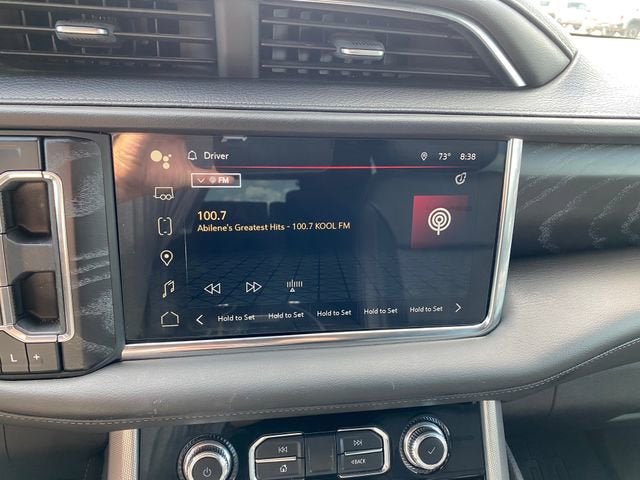 Driver 73° 8:38
FM
100.7
Abilene's Greatest Hits - 100.7 KOOL FM
Hold to Set Hold to Set Hold to Set Hold to Set Hold to Set
L +
BACK